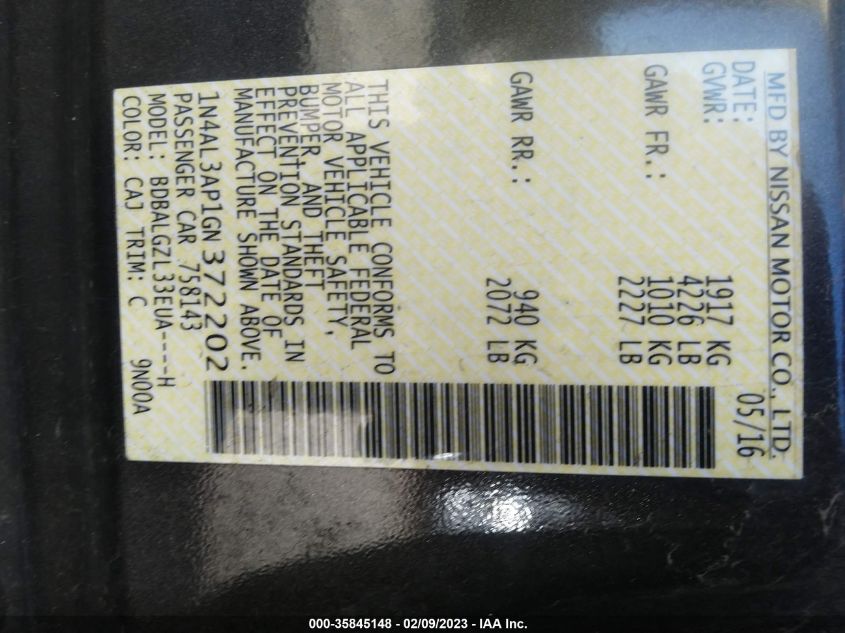 MFD BY NISSAN MOTOR CO., LTD.
DATE: 05/16
GVWR: 1917 KG
4226 LB
GAWR FR.: 1010 KG
2227 LB
GAWR RR.: 940 KG
2072 LB
THIS VEHICLE CONFORMS TO
ALL APPLICABLE FEDERAL
MOTOR VEHICLE SAFETY,
BUMPER, AND THEFT
PREVENTION STANDARDS IN
EFFECT ON THE DATE OF
MANUFACTURE SHOWN ABOVE.
1N4AL3AP1GN372202
PASSENGER CAR 758143
MODEL: BDBALGZL33EUA----H
COLOR: CAJ TRIM: C 9N00A
000-35845148 - 02/09/2023 - IAA Inc.